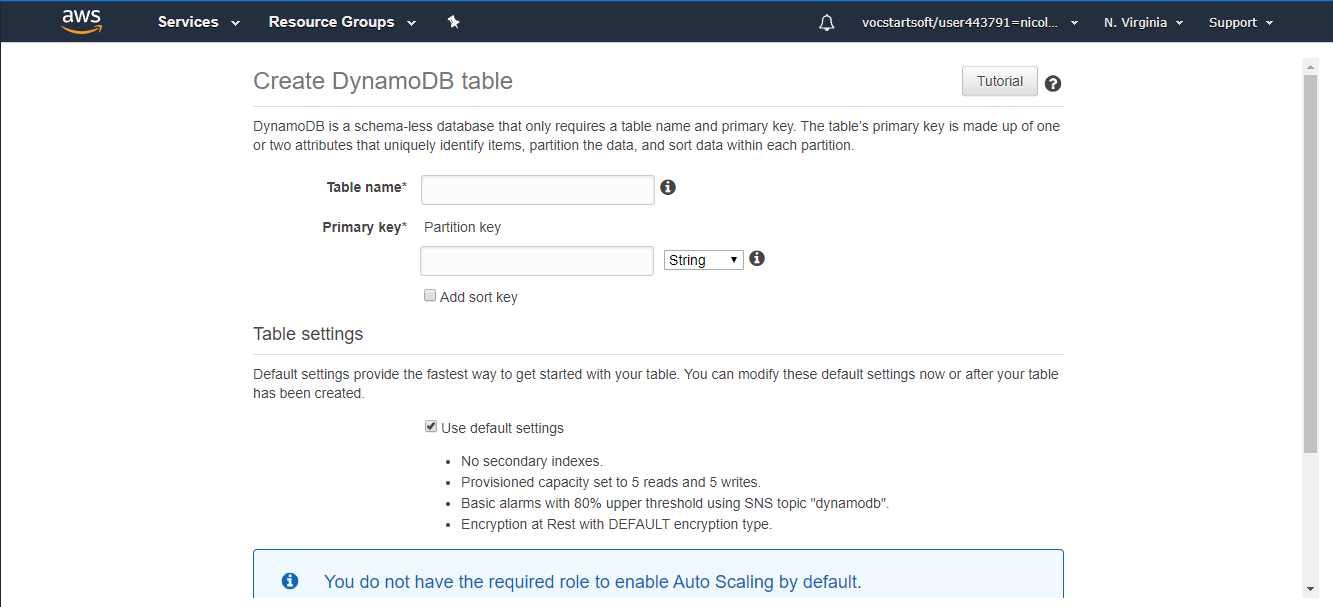 aws Services Resource Groups vocstartsoft/user443791=nicol... N. Virginia Support
Create DynamoDB table Tutorial
DynamoDB is a schema-less database that only requires a table name and primary key. The table's primary key is made up of one
or two attributes that uniquely identify items, partition the data, and sort data within each partition.
Table name*
Primary key* Partition key
String
Add sort key
Table settings
Default settings provide the fastest way to get started with your table. You can modify these default settings now or after your table
has been created.
Use default settings
• No secondary indexes.
• Provisioned capacity set to 5 reads and 5 writes.
• Basic alarms with 80% upper threshold using SNS topic "dynamodb".
• Encryption at Rest with DEFAULT encryption type.
You do not have the required role to enable Auto Scaling by default.